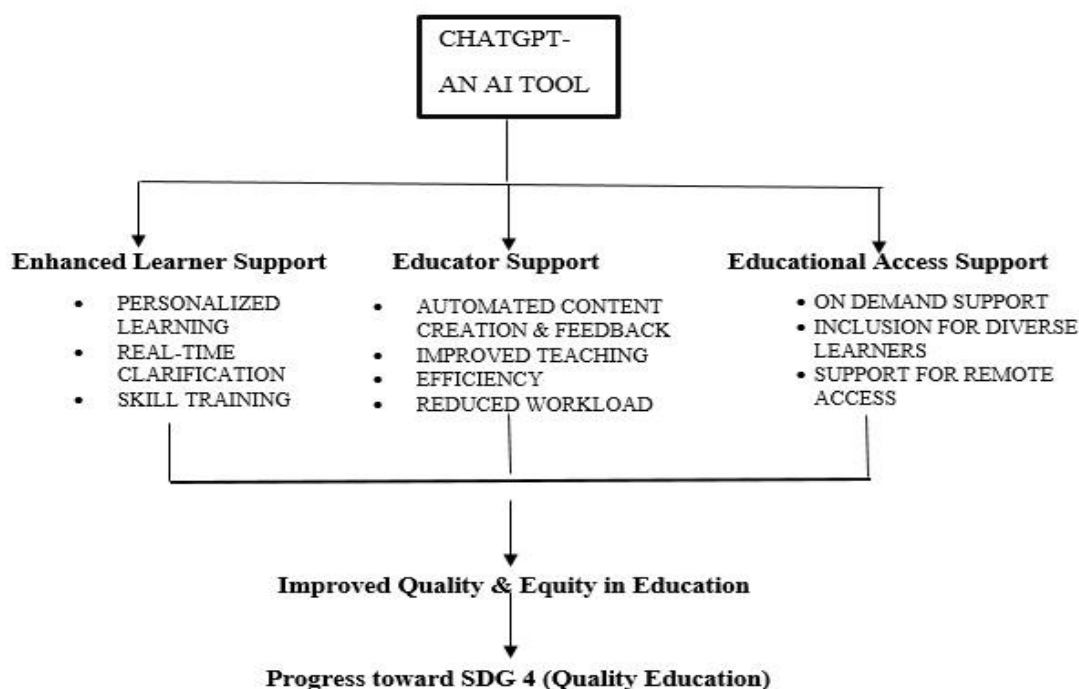 CHATGPT-
AN AI TOOL
Enhanced Learner Support
• PERSONALIZED
LEARNING
• REAL-TIME
CLARIFICATION
• SKILL TRAINING
Educator Support
• AUTOMATED CONTENT
CREATION & FEEDBACK
• IMPROVED TEACHING
• EFFICIENCY
• REDUCED WORKLOAD
Educational Access Support
• ON DEMAND SUPPORT
• INCLUSION FOR DIVERSE
LEARNERS
• SUPPORT FOR REMOTE
ACCESS
Improved Quality & Equity in Education
Progress toward SDG 4 (Quality Education)